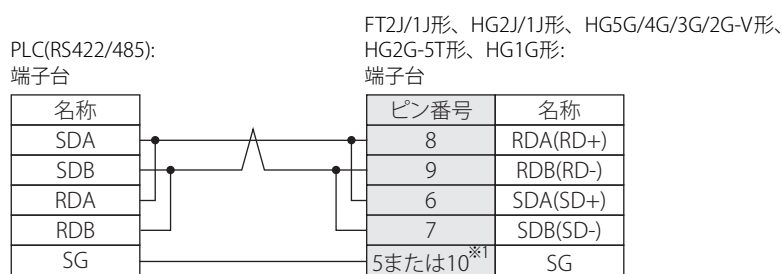 FT2J/1J形、HG2J/1J形、HG5G/4G/3G/2G-V形、
PLC(RS422/485):
HG2G-5T形、HG1G形:
端子台
端子台
名称
ピン番号 名称
SDA 8 RDA(RD+)
SDB 9 RDB(RD-)
RDA 6 SDA(SD+)
RDB 7 SDB(SD-)
SG 5または10※1 SG